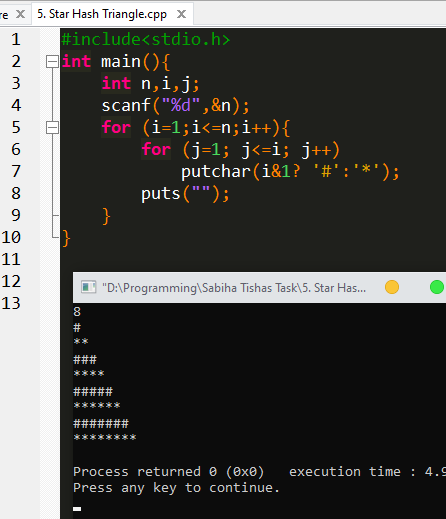 re X 5. Star Hash Triangle.cpp X
1 #include<stdio.h>
2 int main(){
3 int n,i,j;
4 scanf("%d",&n);
5 for (i=1;i<=n;i++){
6 for (j=1; j<=i; j++)
7 putchar(i&1? '#':'*');
8 puts("");
9 }
10 }
11
12
13
"D:\Programming\Sabiha Tishas Task\5. Star Has...
8
#
**
###
****
#####
******
#######
********
Process returned 0 (0x0) execution time : 4.9
Press any key to continue.